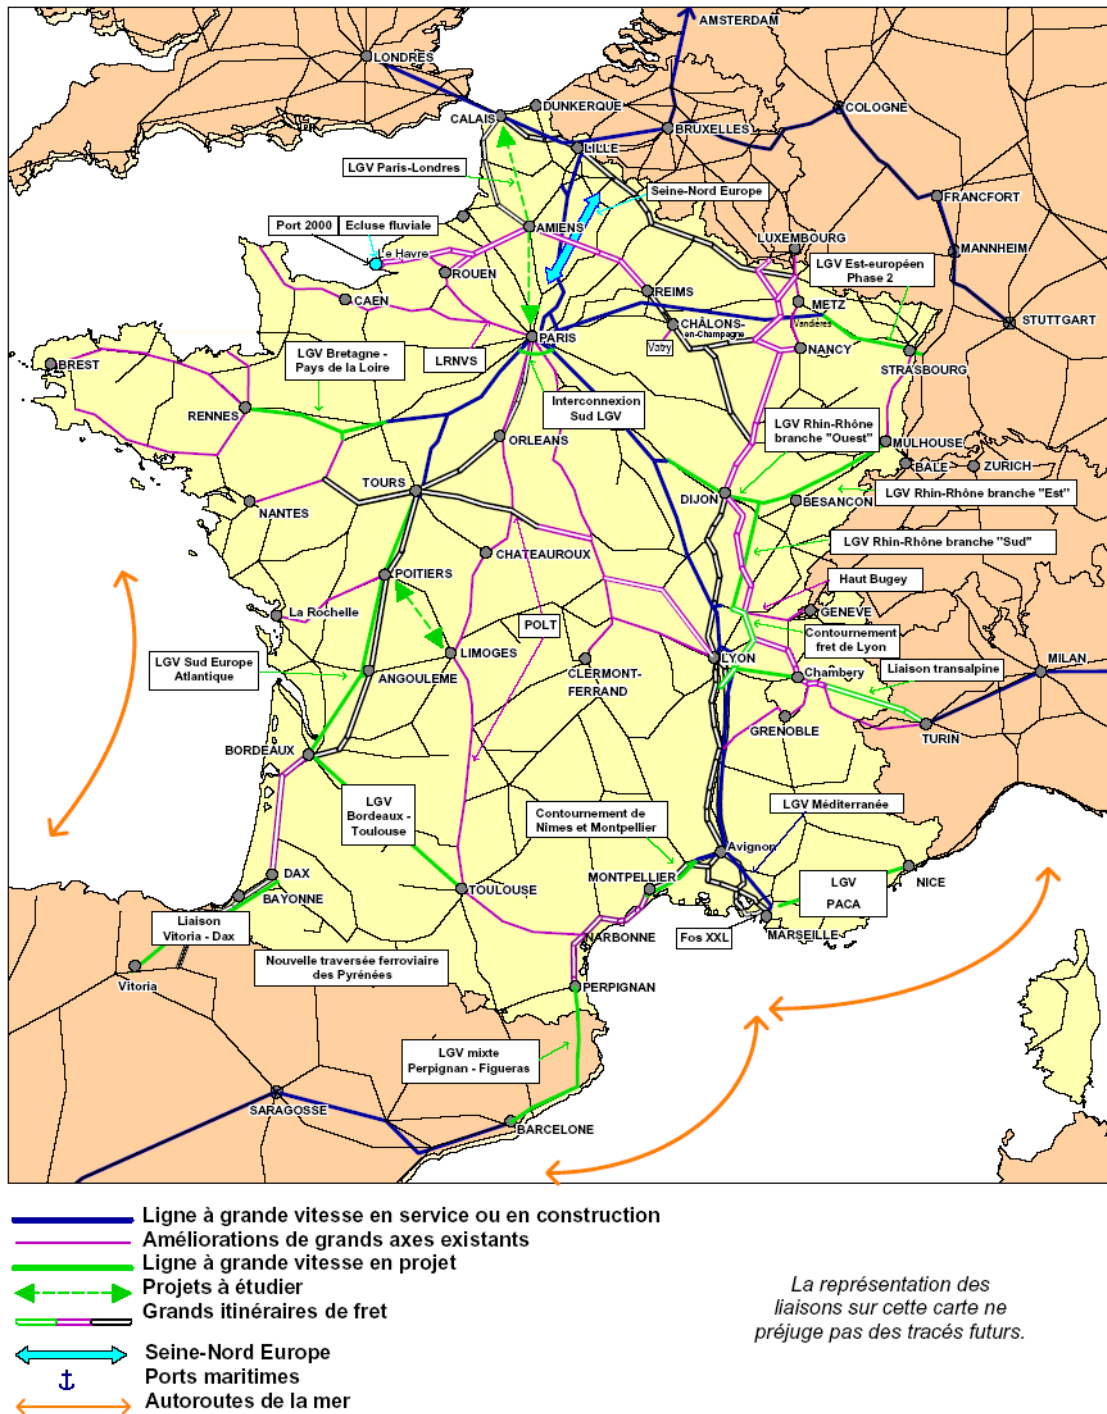 AMSTERDAM
LONDRES
DUNKERQUE
COLOGNE
CALAIS
BRUXELLES
LILLE
LGV Paris-Londres
Seine-Nord Europe
FRANCFORT
Port 2000
Ecluse fluviale
AMIENS
LUXEMBOURG
MANNHEIM
Le Havre
ROUEN
LGV Est-européen
Phase 2
REIMS
CAEN
METZ
Vandières
CHÂLONS-
en-Champagne
STUTTGART
PARIS
Vatry
NANCY
BREST
LGV Bretagne -
Pays de la Loire
LRNVS
STRASBOURG
Interconnexion
Sud LGV
RENNES
ORLEANS
LGV Rhin-Rhône
branche "Ouest"
MULHOUSE
BALE
ZURICH
TOURS
DIJON
BESANCON
LGV Rhin-Rhône branche "Est"
NANTES
LGV Rhin-Rhône branche "Sud"
CHATEAUROUX
POITIERS
Haut Bugey
La Rochelle
GENEVE
POLT
Contournement
fret de Lyon
LIMOGES
LYON
MILAN
LGV Sud Europe
Atlantique
ANGOULEME
CLERMONT-
FERRAND
Chambery
Liaison transalpine
GRENOBLE
TURIN
BORDEAUX
LGV
Bordeaux -
Toulouse
Contournement de
Nîmes et Montpellier
LGV Méditerranée
Avignon
DAX
MONTPELLIER
NICE
BAYONNE
TOULOUSE
LGV
PACA
Liaison
Vitoria - Dax
NARBONNE
Fos XXL
MARSEILLE
Nouvelle traversée ferroviaire
des Pyrénées
Vitoria
PERPIGNAN
LGV mixte
Perpignan - Figueras
SARAGOSSE
BARCELONE
Ligne à grande vitesse en service ou en construction
Améliorations de grands axes existants
Ligne à grande vitesse en projet
Projets à étudier
Grands itinéraires de fret
Seine-Nord Europe
Ports maritimes
Autoroutes de la mer
La représentation des
liaisons sur cette carte ne
préjuge pas des tracés futurs.